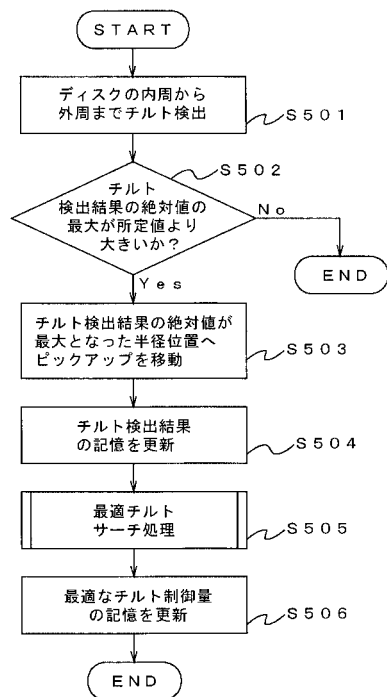 START
ディスクの内周から
外周までチルト検出
S501
S502
チルト
検出結果の絶対値の
最大が所定値より
大きいか?
No
END
Yes
チルト検出結果の絶対値が
最大となった半径位置へ
ピックアップを移動
S503
チルト検出結果
の記憶を更新
S504
最適チルト
サーチ処理
S505
最適なチルト制御量
の記憶を更新
S506
END